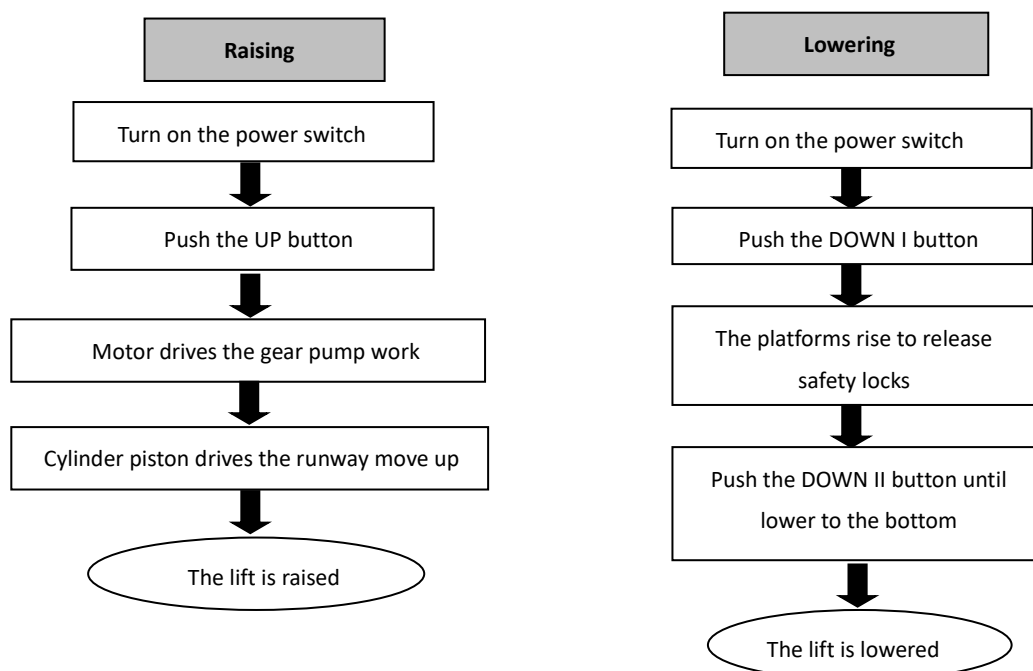 Raising
Turn on the power switch
Push the UP button
Motor drives the gear pump work
Cylinder piston drives the runway move up
The lift is raised
Lowering
Turn on the power switch
Push the DOWN I button
The platforms rise to release
safety locks
Push the DOWN II button until
lower to the bottom
The lift is lowered